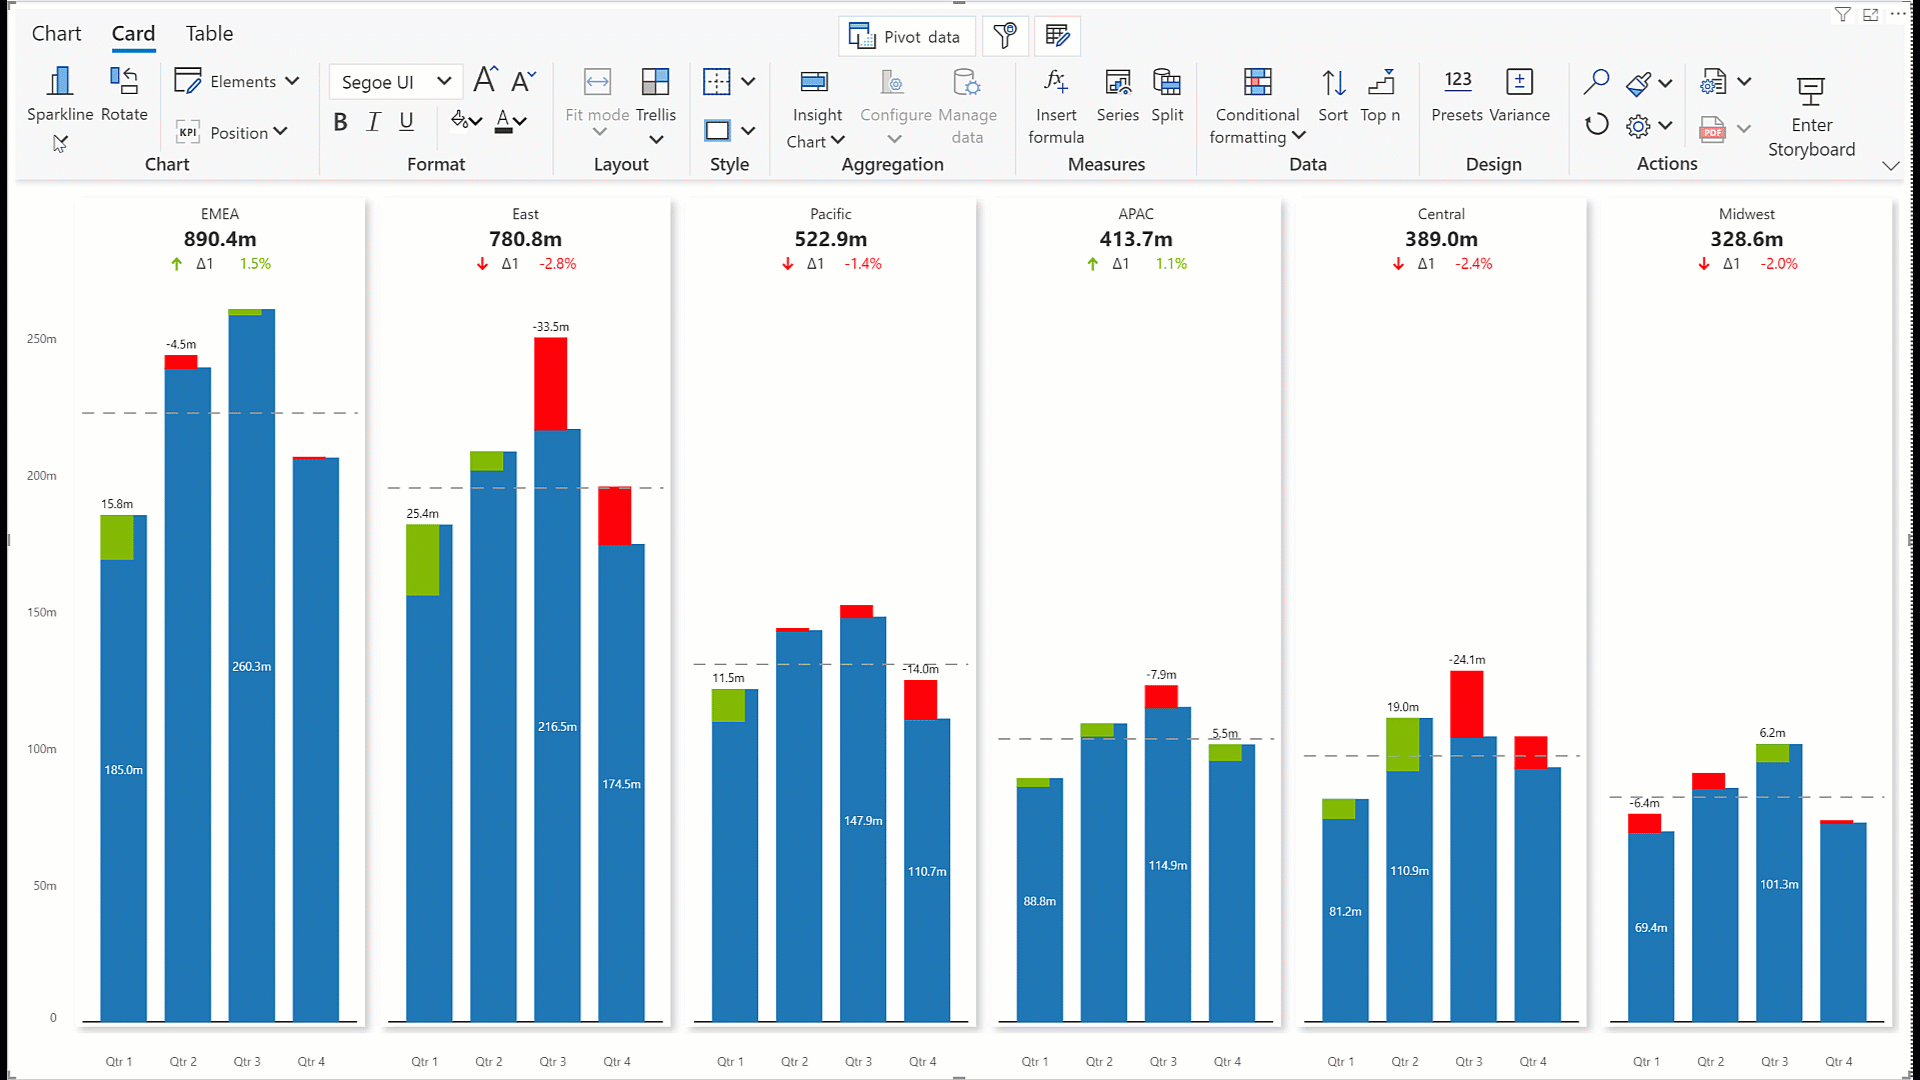 Chart Card Table
Pivot data
Sparkline Rotate
Elements
KPI Position
Chart
Segoe UI A A
B I U A
Format
Fit mode Trellis
Layout
Style
Insight Chart Configure Manage data
Aggregation
fx Insert formula Series Split
Measures
Conditional formatting Sort Top n
Data
123 Presets Variance
Design
PDF
Actions
Enter Storyboard
EMEA
890.4m
Δ1 1.5%
East
780.8m
Δ1 -2.8%
Pacific
522.9m
Δ1 -1.4%
APAC
413.7m
Δ1 1.1%
Central
389.0m
Δ1 -2.4%
Midwest
328.6m
Δ1 -2.0%
250m
200m
150m
100m
50m
0
15.8m
-4.5m
185.0m
260.3m
25.4m
-33.5m
216.5m
174.5m
11.5m
-14.0m
147.9m
110.7m
-7.9m
5.5m
88.8m
114.9m
19.0m
-24.1m
81.2m
110.9m
-6.4m
6.2m
69.4m
101.3m
Qtr 1 Qtr 2 Qtr 3 Qtr 4
Qtr 1 Qtr 2 Qtr 3 Qtr 4
Qtr 1 Qtr 2 Qtr 3 Qtr 4
Qtr 1 Qtr 2 Qtr 3 Qtr 4
Qtr 1 Qtr 2 Qtr 3 Qtr 4
Qtr 1 Qtr 2 Qtr 3 Qtr 4